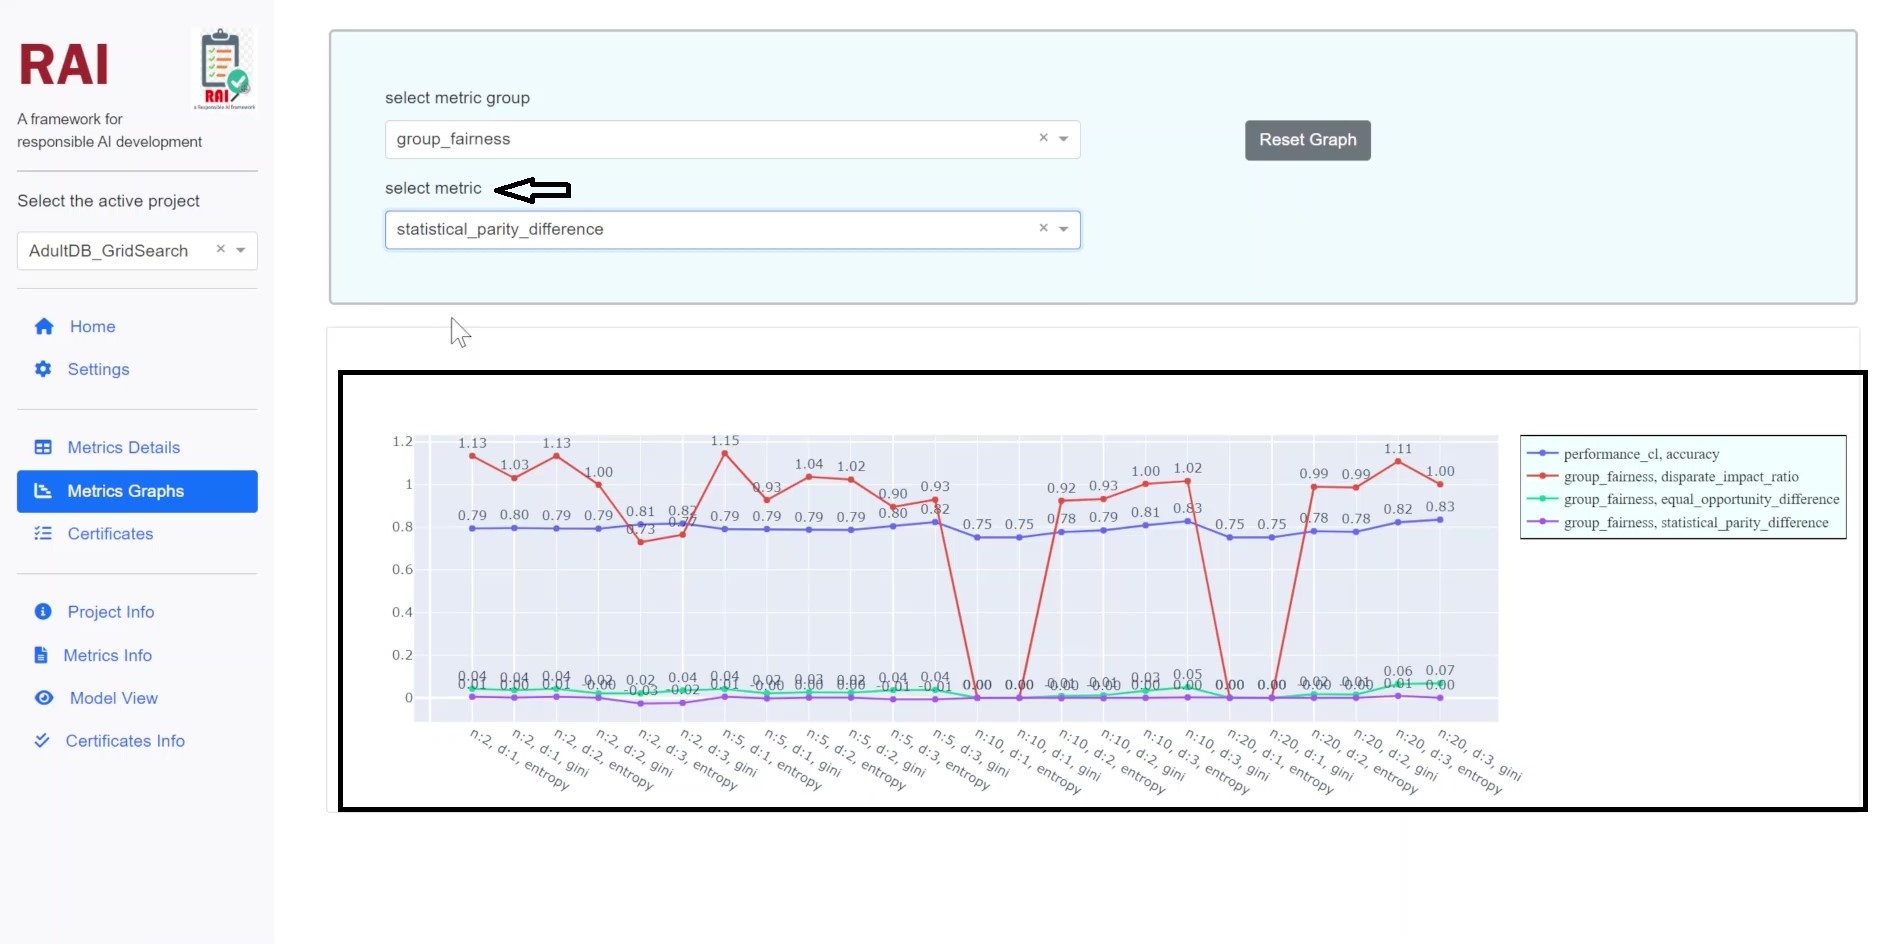 RAI
RAI
a Responsible AI framework
A framework for
responsible AI development
Select the active project
AdultDB_GridSearch ×
Home
Settings
Metrics Details
Metrics Graphs
Certificates
Project Info
Metrics Info
Model View
Certificates Info
select metric group
group_fairness ×
Reset Graph
select metric
statistical_parity_difference ×
1.2
1
0.8
0.6
0.4
0.2
0
1.13 1.03 1.13 1.00 0.73 0.77 1.15 0.93 1.04 1.02 0.90 0.93 0.92 0.93 1.00 1.02 0.99 0.99 1.11 1.00
0.79 0.80 0.79 0.79 0.81 0.82 0.79 0.79 0.79 0.79 0.80 0.82 0.75 0.75 0.78 0.79 0.81 0.83 0.75 0.75 0.78 0.78 0.82 0.83
0.04 0.04 0.04 0.02 0.02 0.04 0.04 0.02 0.03 0.03 0.04 0.04 0.00 0.00 0.01 0.01 0.03 0.05 0.00 0.00 0.02 0.01 0.06 0.07
0.01 0.00 0.01 -0.00 -0.03 -0.02 0.01 -0.00 0.00 0.00 -0.01 -0.01 0.00 0.00 -0.00 -0.00 0.00 0.00 0.00 0.00 -0.00 -0.00 0.01 0.00
n:2, d:1, entropy
n:2, d:1, gini
n:2, d:2, entropy
n:2, d:2, gini
n:2, d:3, entropy
n:2, d:3, gini
n:5, d:1, entropy
n:5, d:1, gini
n:5, d:2, entropy
n:5, d:2, gini
n:5, d:3, entropy
n:5, d:3, gini
n:10, d:1, entropy
n:10, d:1, gini
n:10, d:2, entropy
n:10, d:2, gini
n:10, d:3, entropy
n:10, d:3, gini
n:20, d:1, entropy
n:20, d:1, gini
n:20, d:2, entropy
n:20, d:2, gini
n:20, d:3, entropy
n:20, d:3, gini
performance_cl, accuracy
group_fairness, disparate_impact_ratio
group_fairness, equal_opportunity_difference
group_fairness, statistical_parity_difference